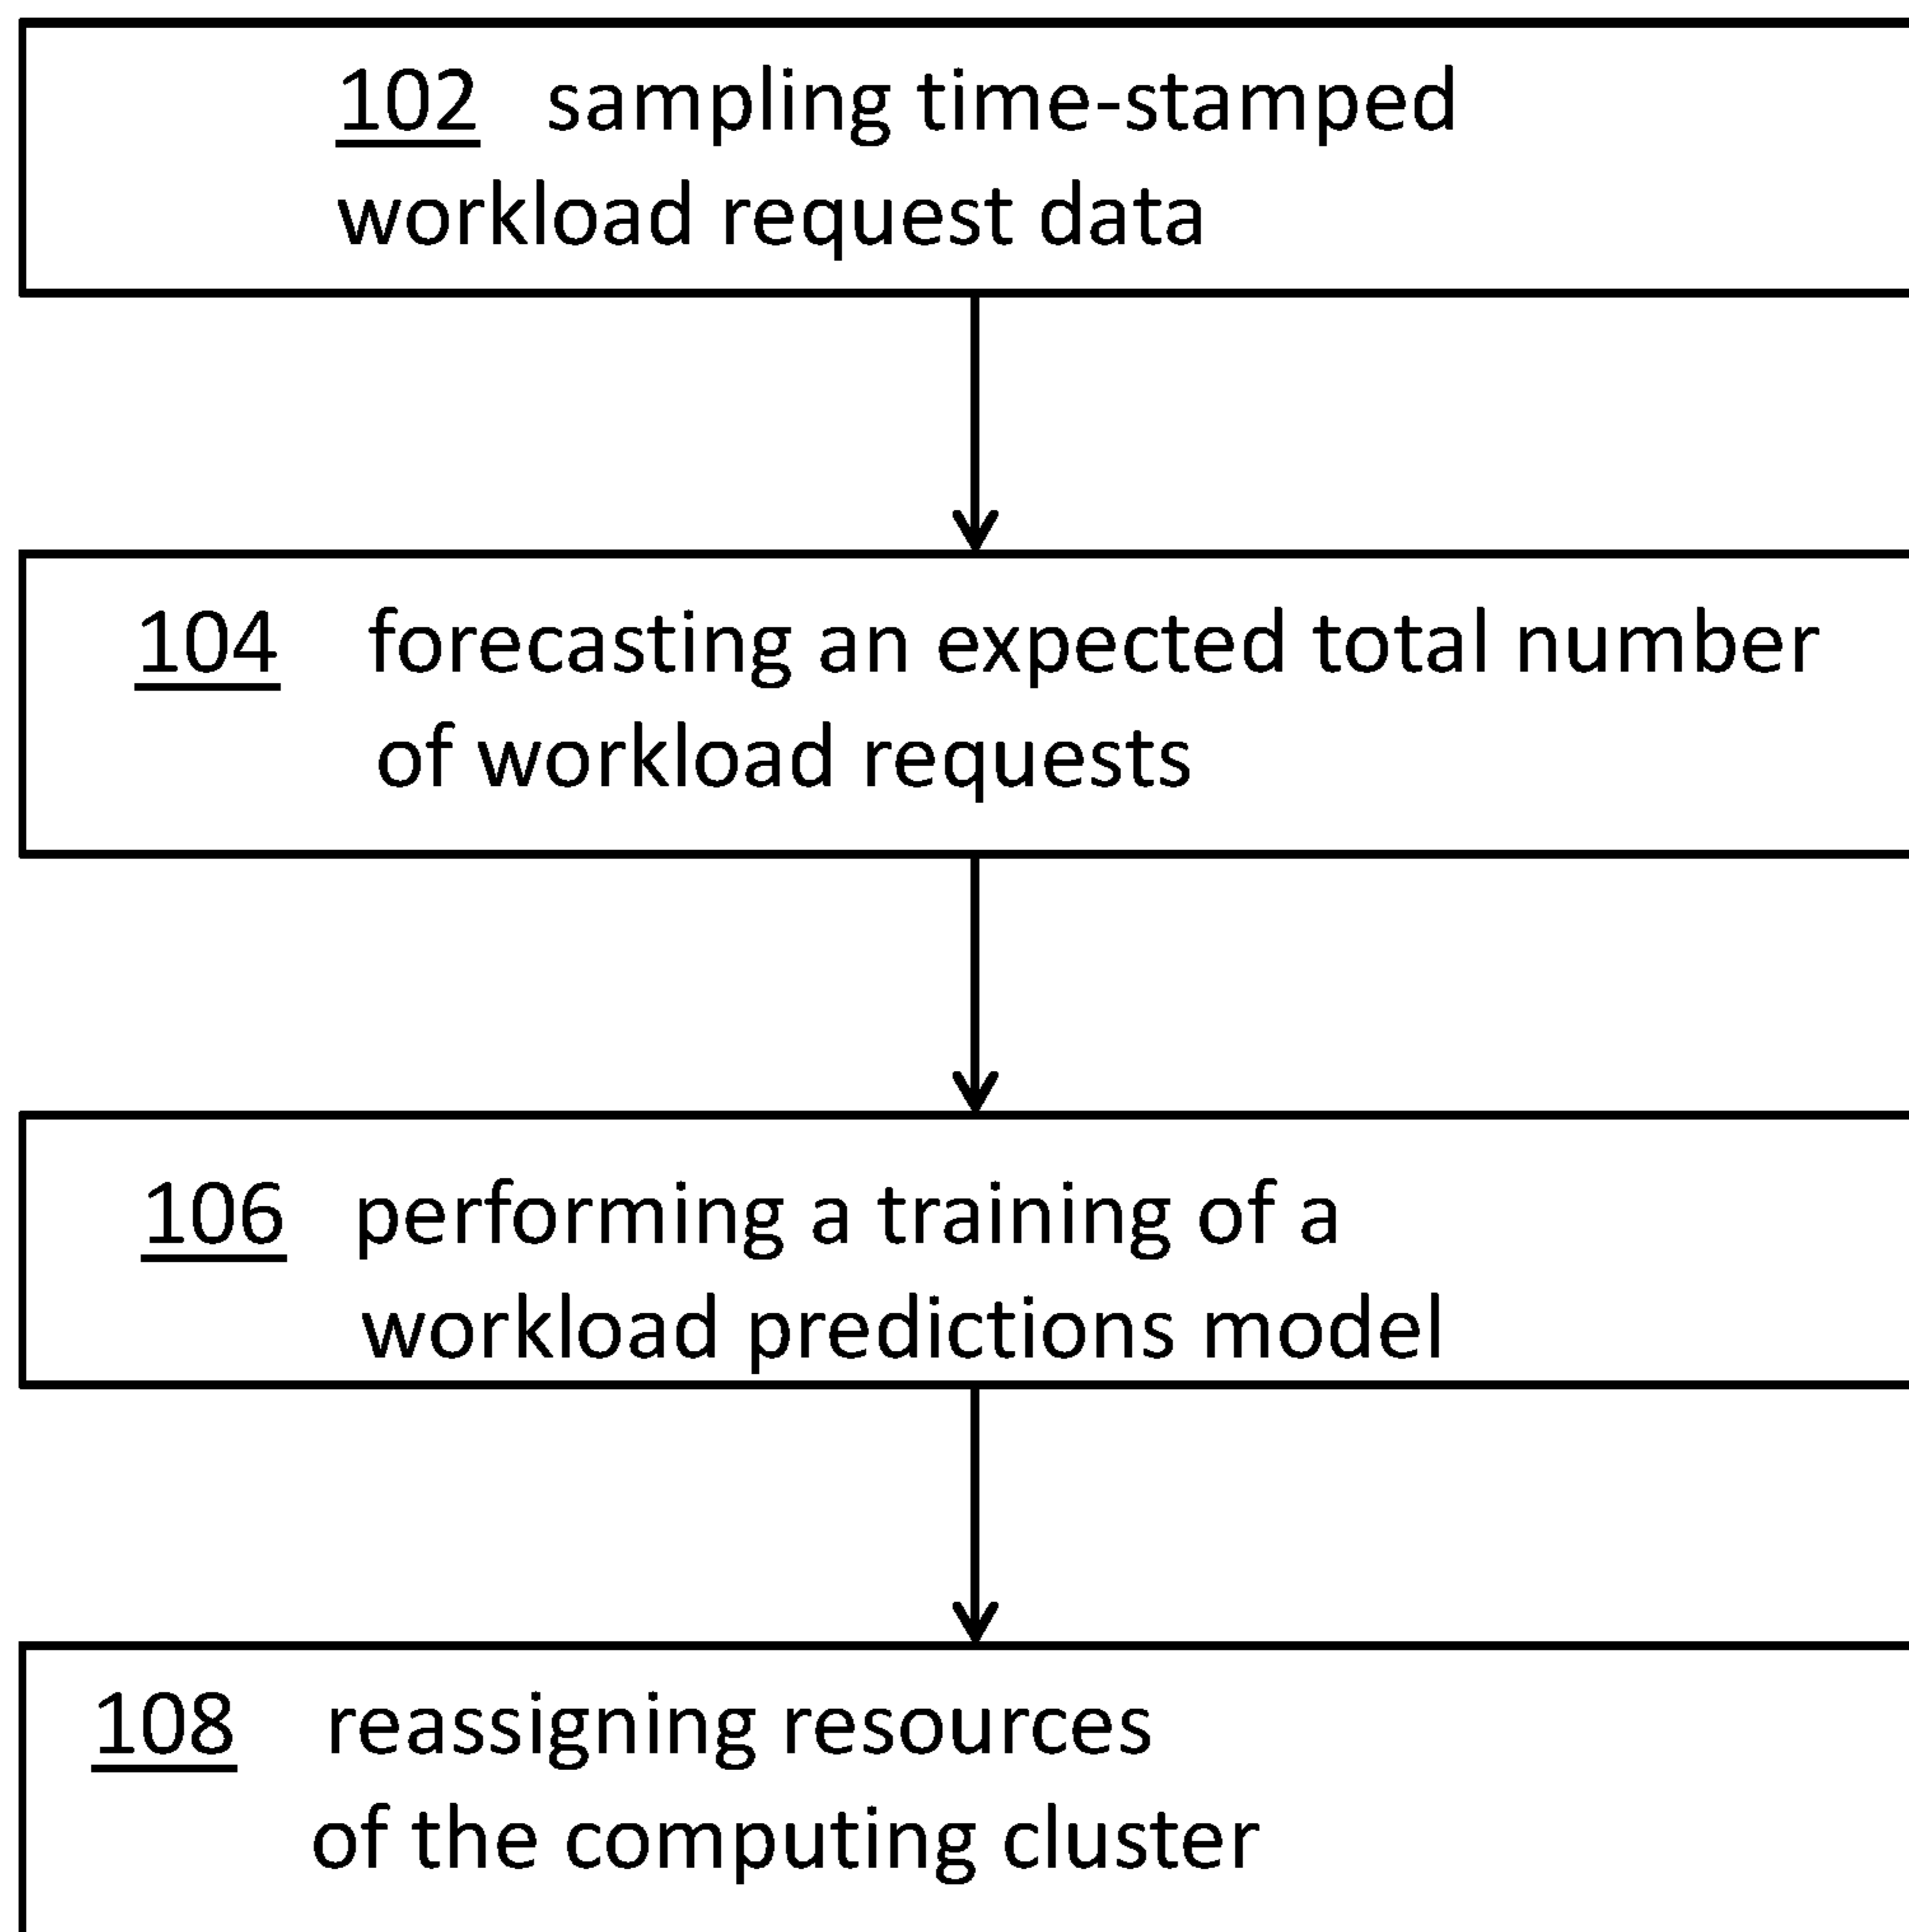 102 sampling time-stamped
workload request data
104 forecasting an expected total number
of workload requests
106 performing a training of a
workload predictions model
108 reassigning resources
of the computing cluster